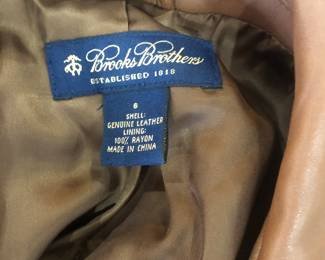 Brooks Brothers
ESTABLISHED 1818
6
SHELL:
GENUINE LEATHER
LINING:
100% RAYON
MADE IN CHINA